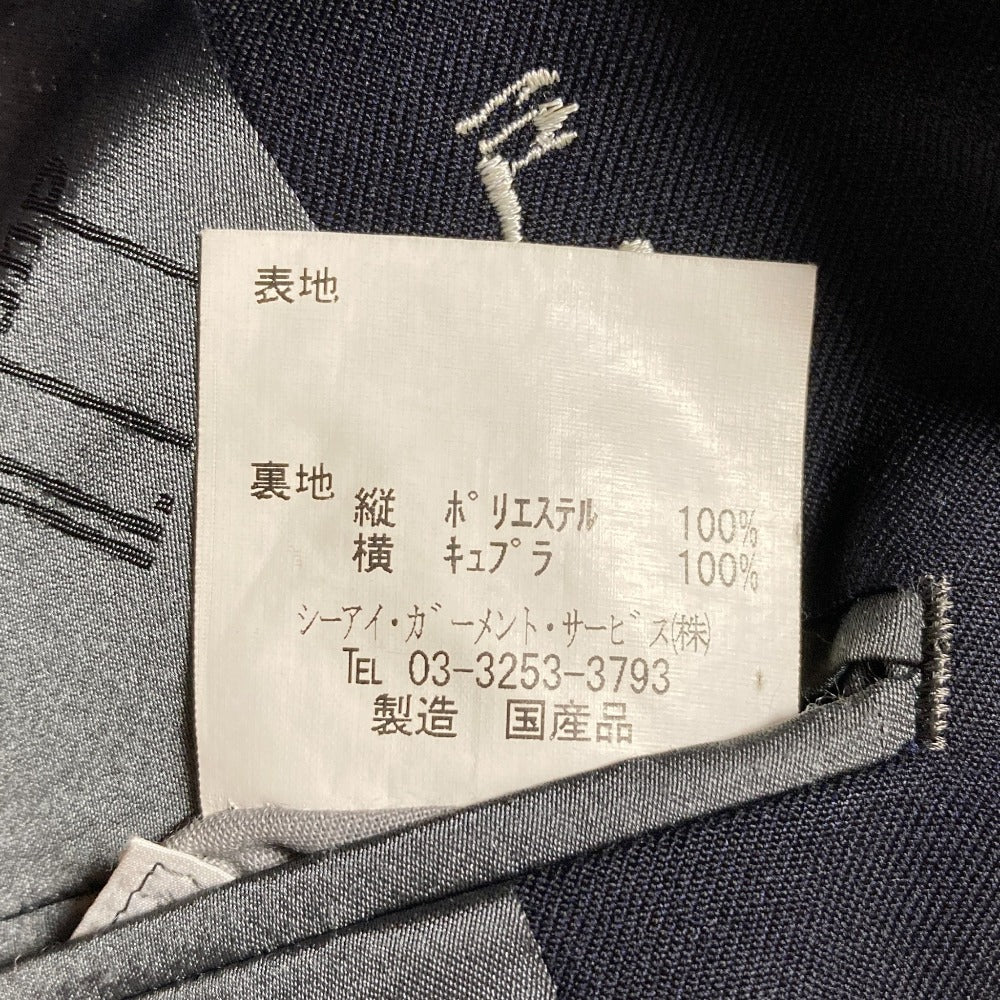 表地
裏地
縦 ポリエステル 100%
横 キュプラ 100%
シーアイ・ガーメント・サービス(株)
TEL 03-3253-3793
製造 国産品